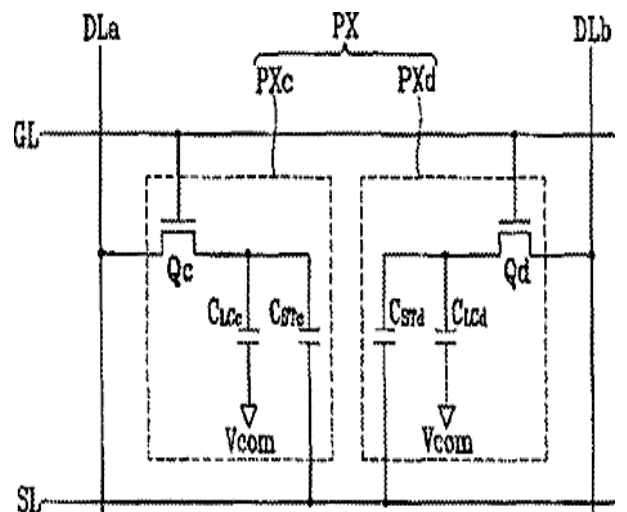 DLa PX DLb
PXc PXd
GL
Qc Qd
CLCc CSTc CSTd CLCd
Vcom Vcom
SL